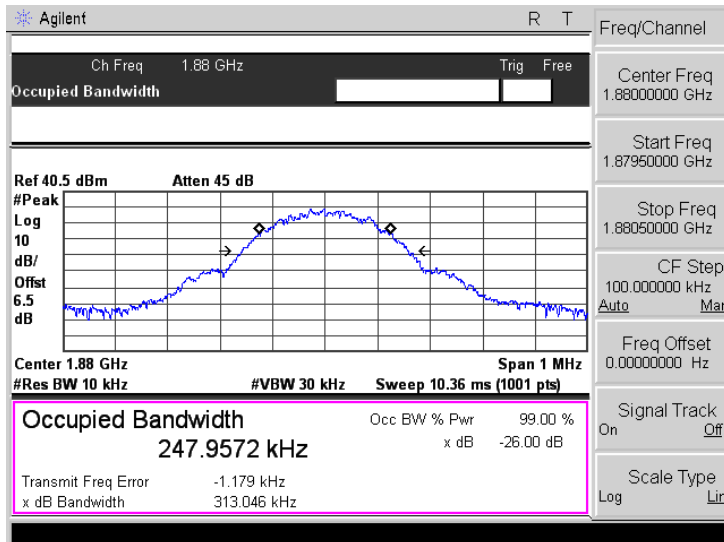 Agilent R T
Ch Freq 1.88 GHz Trig Free
Occupied Bandwidth
Ref 40.5 dBm Atten 45 dB
#Peak
Log
10
dB/
Offst
6.5
dB
Center 1.88 GHz Span 1 MHz
#Res BW 10 kHz #VBW 30 kHz Sweep 10.36 ms (1001 pts)
Occupied Bandwidth Occ BW % Pwr 99.00 %
247.9572 kHz x dB -26.00 dB
Transmit Freq Error -1.179 kHz
x dB Bandwidth 313.046 kHz
Freq/Channel
Center Freq
1.88000000 GHz
Start Freq
1.87950000 GHz
Stop Freq
1.88050000 GHz
CF Step
100.000000 kHz
Auto Mar
Freq Offset
0.00000000 Hz
Signal Track
On Off
Scale Type
Log Lir